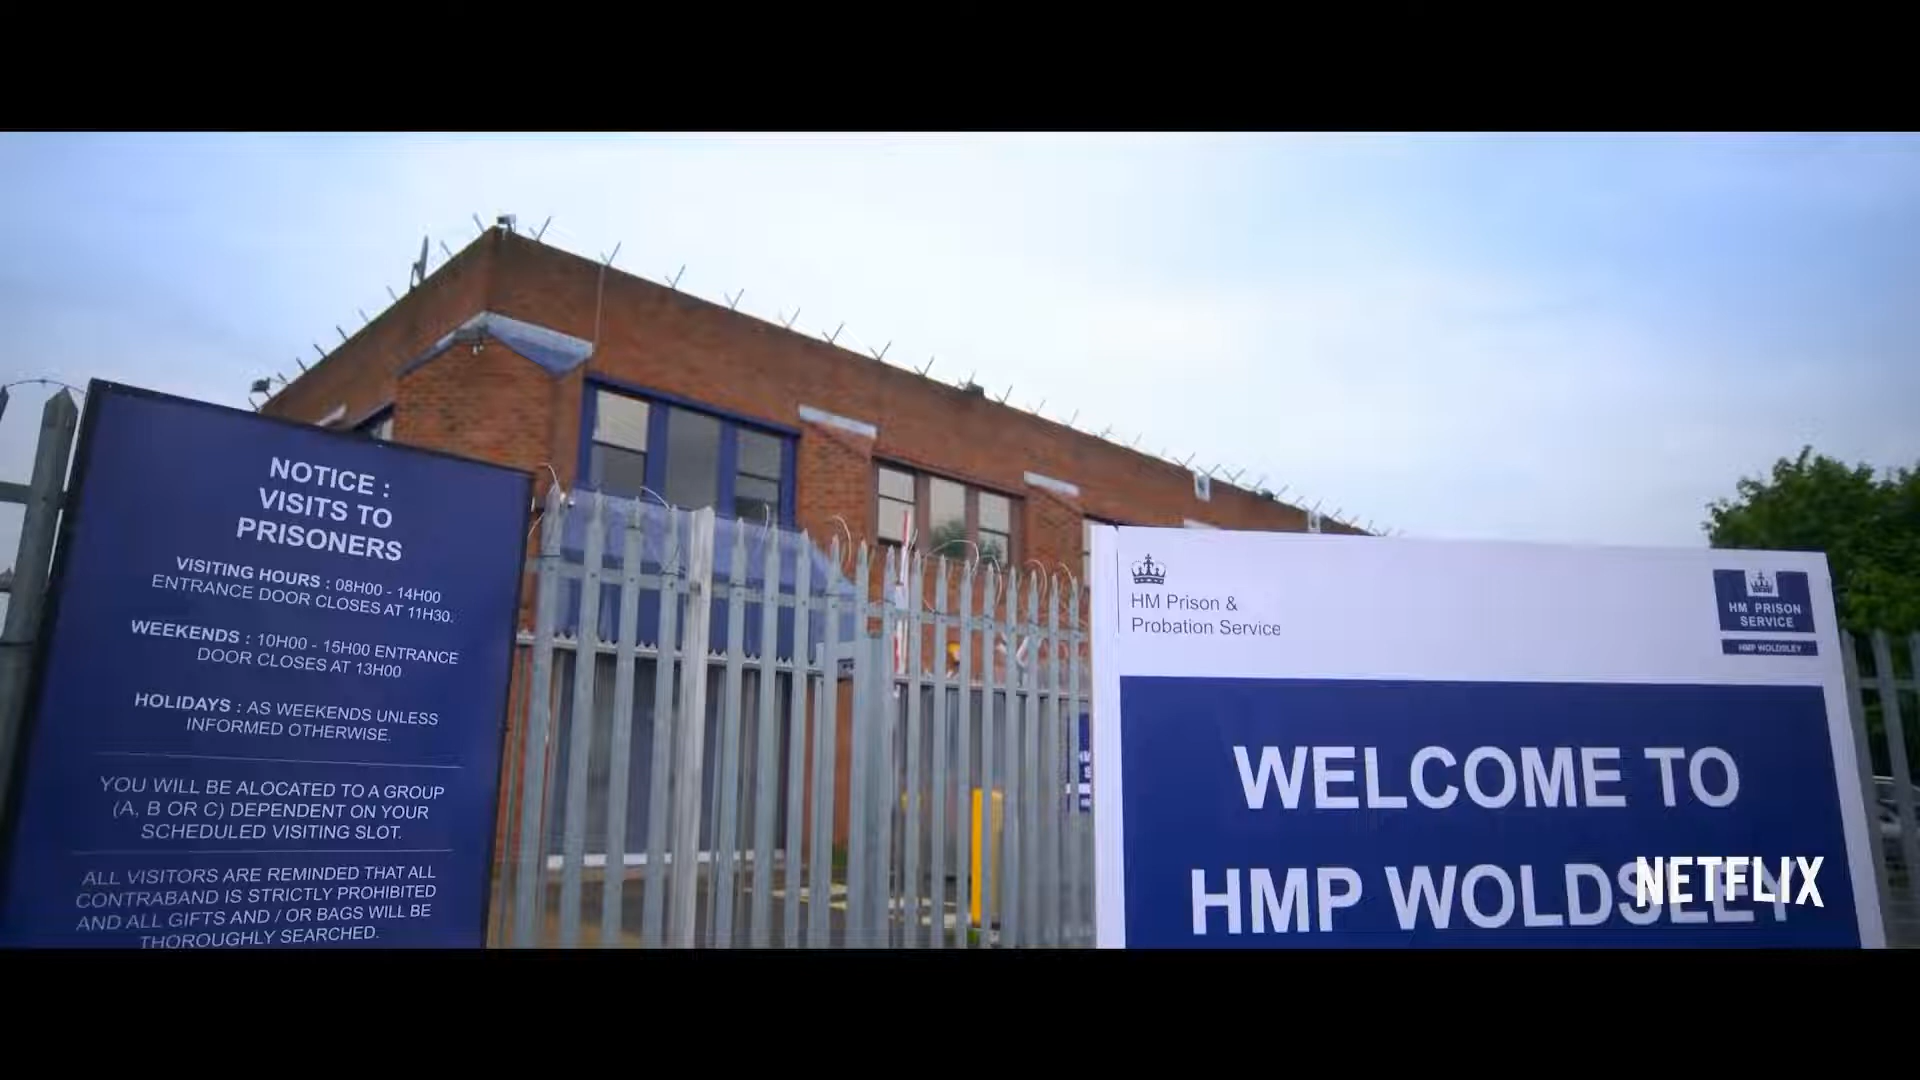 NOTICE :
VISITS TO
PRISONERS
VISITING HOURS : 08H00 - 14H00
ENTRANCE DOOR CLOSES AT 11H30.
WEEKENDS : 10H00 - 15H00 ENTRANCE
DOOR CLOSES AT 13H00
HOLIDAYS : AS WEEKENDS UNLESS
INFORMED OTHERWISE.
YOU WILL BE ALOCATED TO A GROUP
(A, B OR C) DEPENDENT ON YOUR
SCHEDULED VISITING SLOT.
ALL VISITORS ARE REMINDED THAT ALL
CONTRABAND IS STRICTLY PROHIBITED
AND ALL GIFTS AND / OR BAGS WILL BE
THOROUGHLY SEARCHED.
HM Prison &
Probation Service
HM PRISON
SERVICE
HMP WOLDSLEY
WELCOME TO
HMP WOLDSLEY
NETFLIX